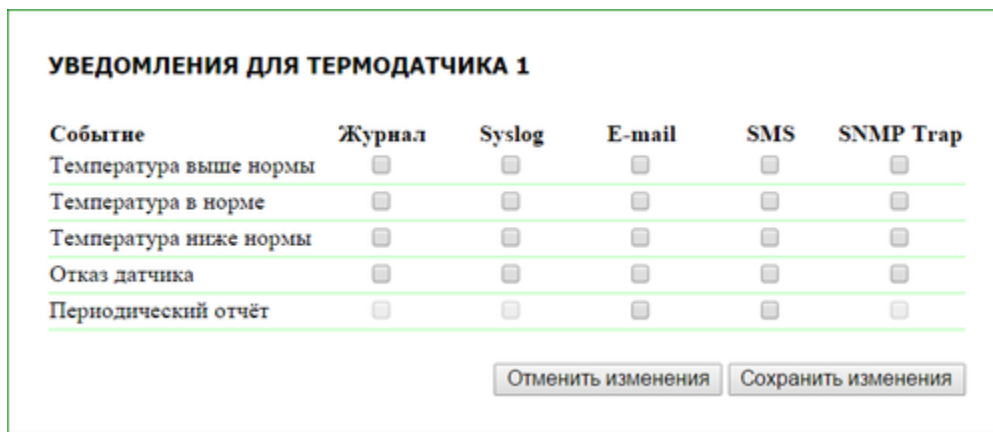 УВЕДОМЛЕНИЯ ДЛЯ ТЕРМОДАТЧИКА 1
Событие Журнал Syslog E-mail SMS SNMP Trap
Температура выше нормы
Температура в норме
Температура ниже нормы
Отказ датчика
Периодический отчёт
Отменить изменения Сохранить изменения